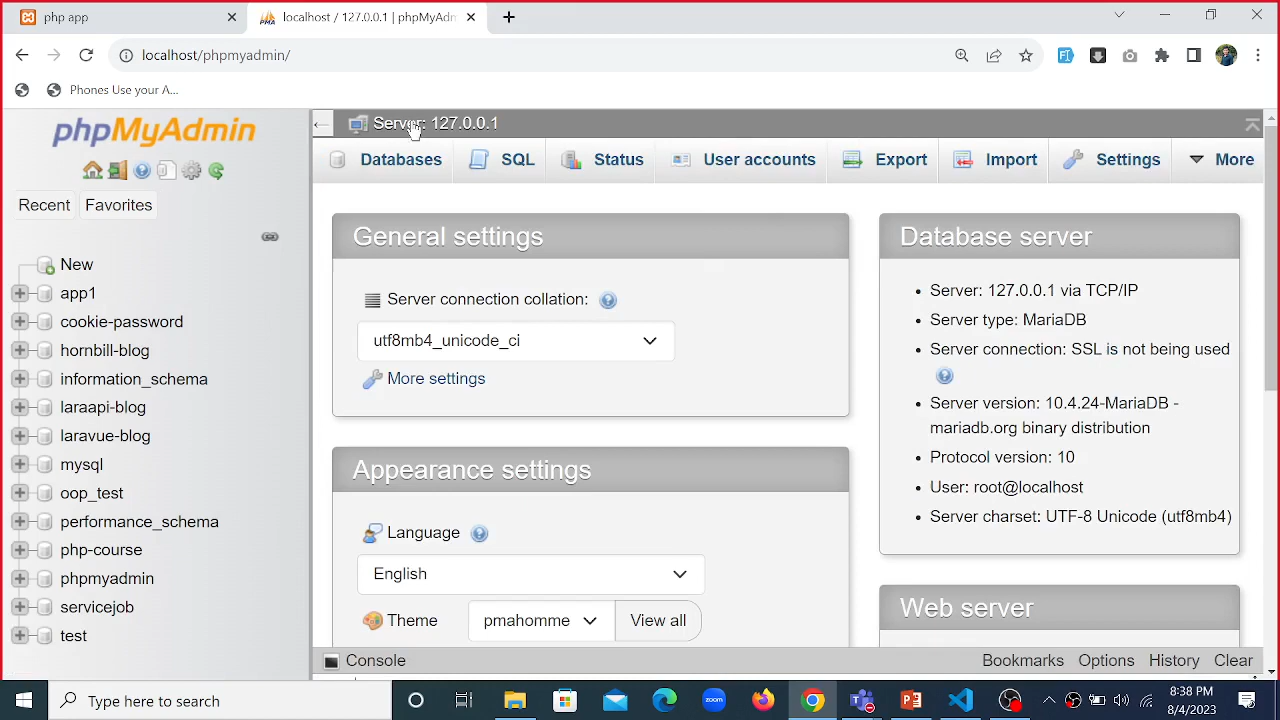 php app
localhost / 127.0.0.1 | phpMyAdm
localhost/phpmyadmin/
Phones Use your A...
phpMyAdmin
Recent
Favorites
New
app1
cookie-password
hornbill-blog
information_schema
laraapi-blog
laravue-blog
mysql
oop_test
performance_schema
php-course
phpmyadmin
servicejob
test
Server: 127.0.0.1
Databases
SQL
Status
User accounts
Export
Import
Settings
More
General settings
Server connection collation:
utf8mb4_unicode_ci
More settings
Appearance settings
Language
English
Theme
pmahomme
View all
Database server
Server: 127.0.0.1 via TCP/IP
Server type: MariaDB
Server connection: SSL is not being used
Server version: 10.4.24-MariaDB -
mariadb.org binary distribution
Protocol version: 10
User: root@localhost
Server charset: UTF-8 Unicode (utf8mb4)
Web server
Console
Bookmarks
Options
History
Clear
Type here to search
zoom
8:38 PM
8/4/2023